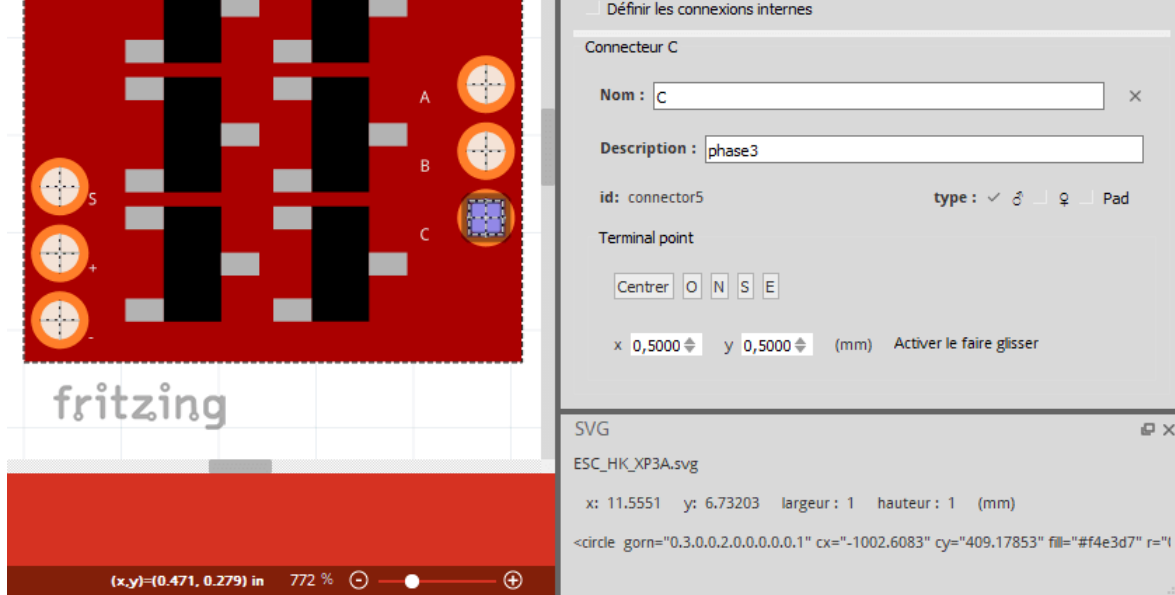 Définir les connexions internes
Connecteur C
Nom : C
Description : phase3
id: connector5 type : ♂ ♀ Pad
Terminal point
Centrer O N S E
x 0,5000 y 0,5000 (mm) Activer le faire glisser
A
B
C
S
+
-
fritzing
(x,y)=(0.471, 0.279) in 772 %
SVG
ESC_HK_XP3A.svg
x: 11.5551 y: 6.73203 largeur : 1 hauteur : 1 (mm)
<circle gorn="0.3.0.0.2.0.0.0.0.0.1" cx="-1002.6083" cy="409.17853" fill="#f4e3d7" r="